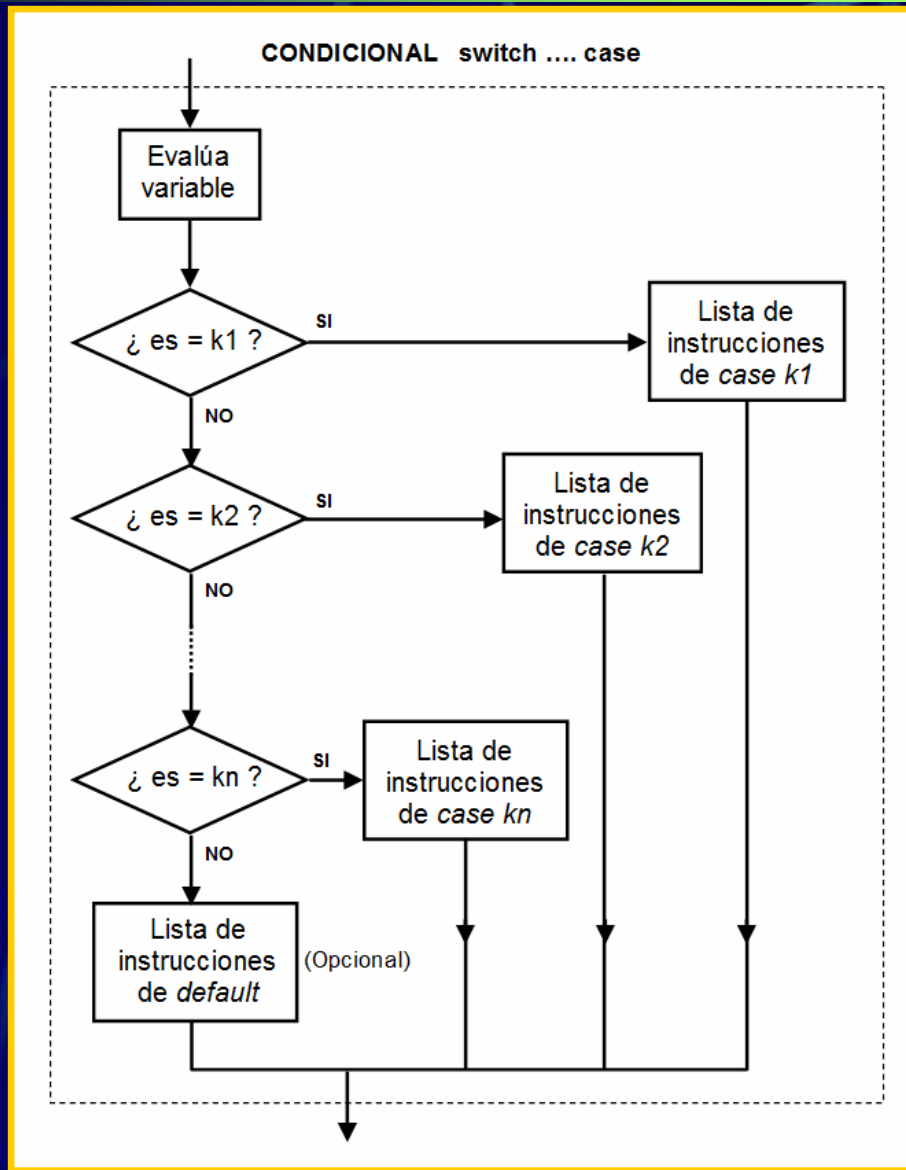 CONDICIONAL switch .... case
Evalúa
variable
¿ es = k1 ?
SI
Lista de
instrucciones
de case k1
NO
¿ es = k2 ?
SI
Lista de
instrucciones
de case k2
NO
¿ es = kn ?
SI
Lista de
instrucciones
de case kn
NO
Lista de
instrucciones
de default
(Opcional)